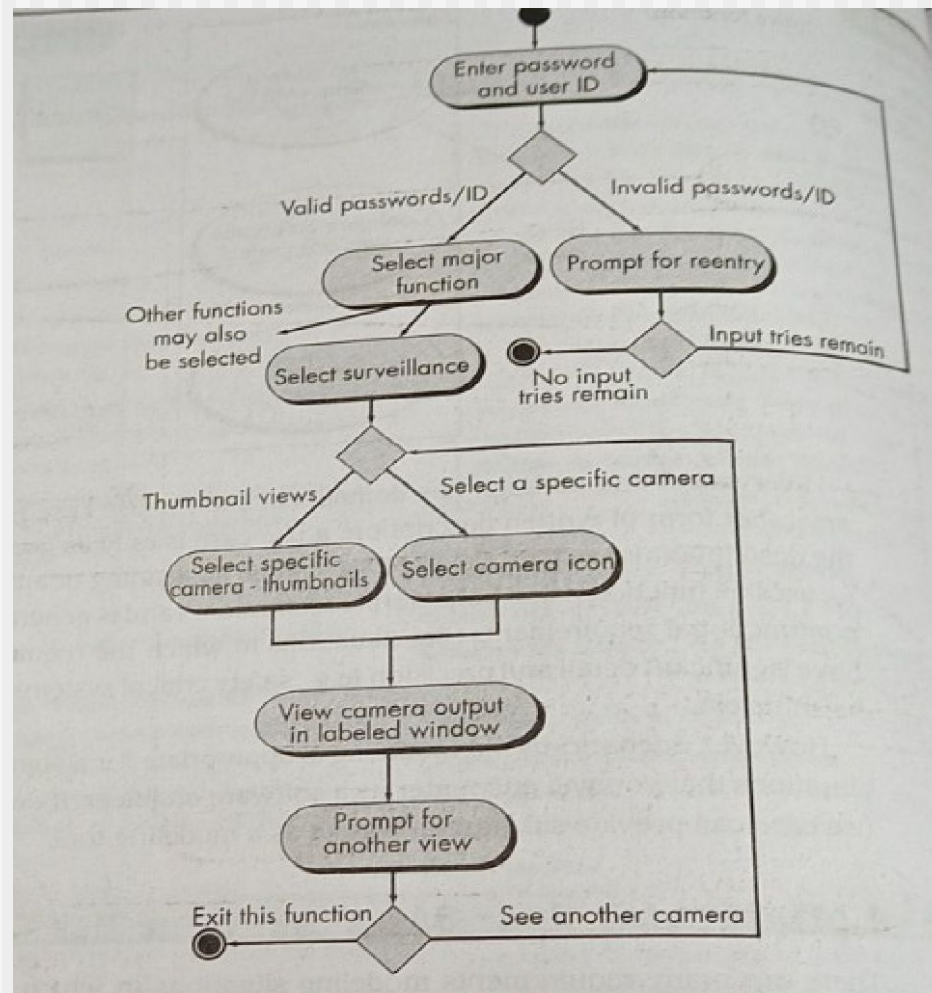 Enter password
and user ID
Valid passwords/ID
Invalid passwords/ID
Select major
function
Prompt for reentry
Other functions
may also
be selected
Input tries remain
Select surveillance
No input
tries remain
Thumbnail views
Select a specific camera
Select specific
camera - thumbnails
Select camera icon
View camera output
in labeled window
Prompt for
another view
Exit this function
See another camera